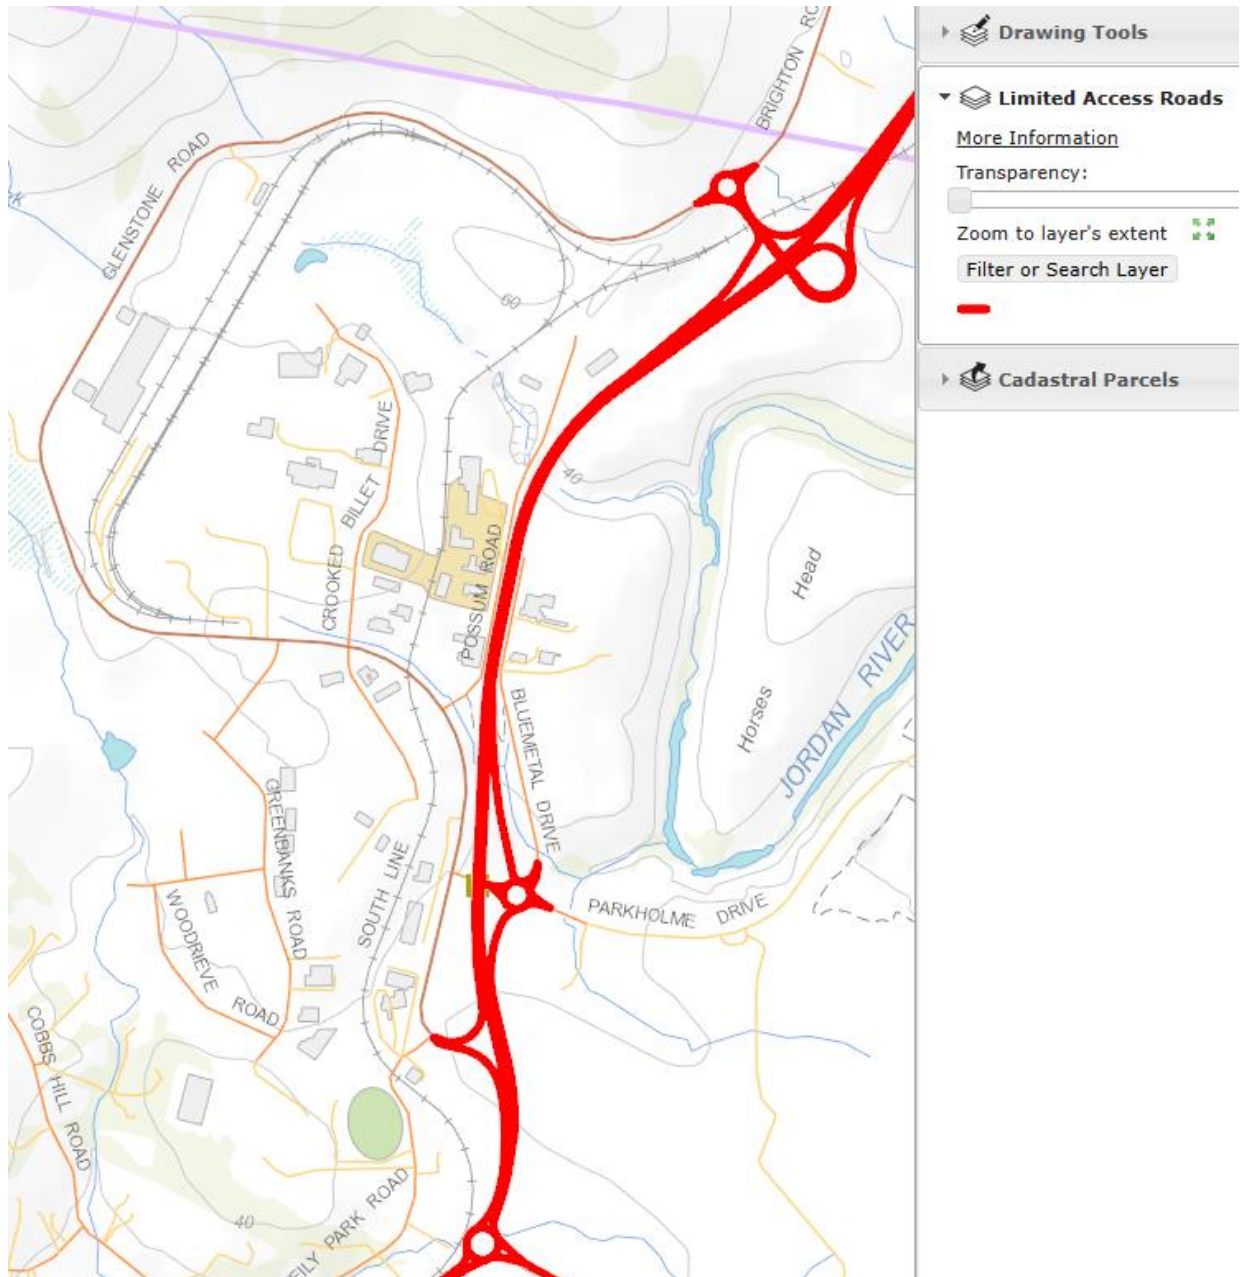 BRIGHTON RO
GLENSTONE ROAD
60
CROOKED BILLET DRIVE
40
POSSUM ROAD
Head
Horses
JORDAN RIVER
BLUEMETAL DRIVE
GREENBANKS ROAD
SOUTH LINE
WOODRIEVE ROAD
PARKHOLME DRIVE
COBBS HILL ROAD
40
EILY PARK ROAD
Drawing Tools
Limited Access Roads
More Information
Transparency:
Zoom to layer's extent
Filter or Search Layer
Cadastral Parcels